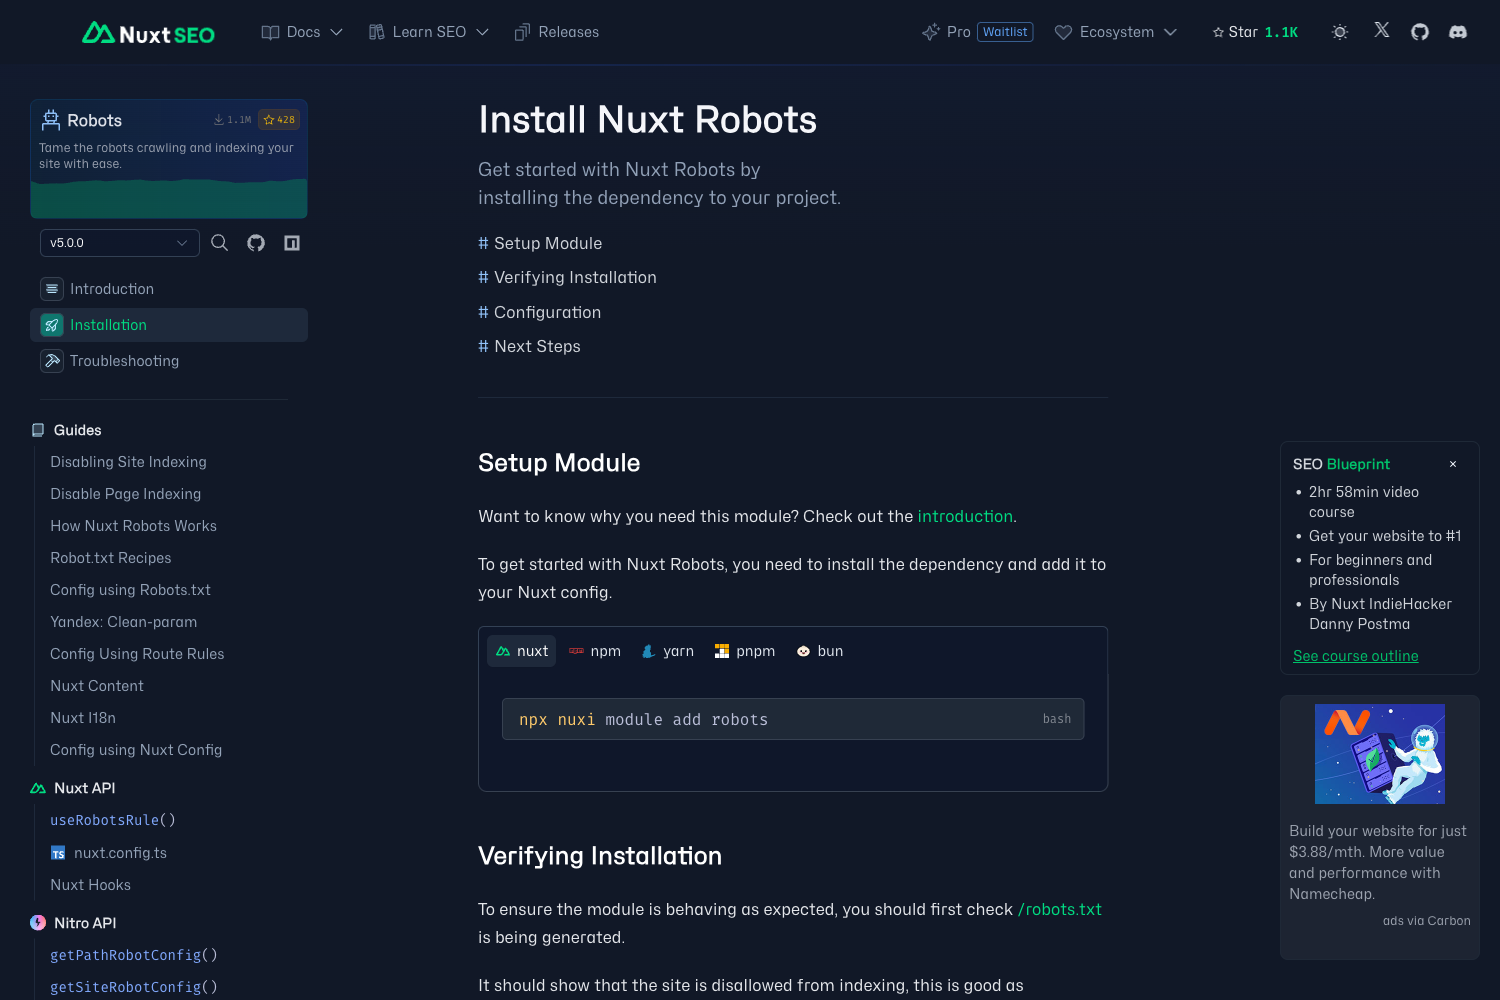 NuxtSEO
Docs
Learn SEO
Releases
Pro
Waitlist
Ecosystem
Star 1.1K
Robots
1.1M
428
Tame the robots crawling and indexing your
site with ease.
v5.0.0
Introduction
Installation
Troubleshooting
Guides
Disabling Site Indexing
Disable Page Indexing
How Nuxt Robots Works
Robot.txt Recipes
Config using Robots.txt
Yandex: Clean-param
Config Using Route Rules
Nuxt Content
Nuxt I18n
Config using Nuxt Config
Nuxt API
useRobotsRule()
TS nuxt.config.ts
Nuxt Hooks
Nitro API
getPathRobotConfig()
getSiteRobotConfig()
Install Nuxt Robots
Get started with Nuxt Robots by
installing the dependency to your project.
# Setup Module
# Verifying Installation
# Configuration
# Next Steps
Setup Module
Want to know why you need this module? Check out the introduction.
To get started with Nuxt Robots, you need to install the dependency and add it to
your Nuxt config.
nuxt
npm
yarn
pnpm
bun
npx nuxi module add robots
bash
Verifying Installation
To ensure the module is behaving as expected, you should first check /robots.txt
is being generated.
It should show that the site is disallowed from indexing, this is good as
SEO Blueprint
×
• 2hr 58min video
course
• Get your website to #1
• For beginners and
professionals
• By Nuxt IndieHacker
Danny Postma
See course outline
Build your website for just
$3.88/mth. More value
and performance with
Namecheap.
ads via Carbon